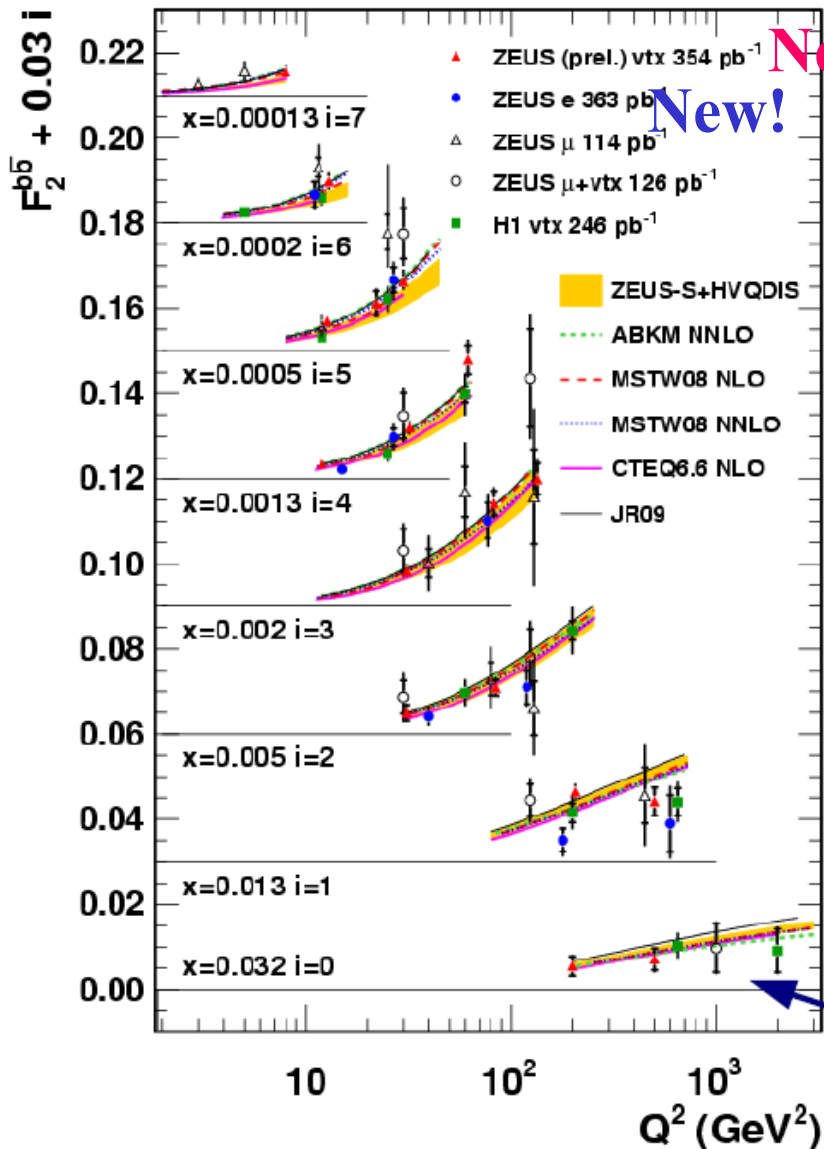 F₂^{bb̄} + 0.03 i
0.22
0.20
0.18
0.16
0.14
0.12
0.10
0.08
0.06
0.04
0.02
0.00
ZEUS (prel.) vtx 354 pb⁻¹
ZEUS e 363 pb⁻¹
New!
ZEUS μ 114 pb⁻¹
ZEUS μ+vtx 126 pb⁻¹
H1 vtx 246 pb⁻¹
ZEUS-S+HVQDIS
ABKM NNLO
MSTW08 NLO
MSTW08 NNLO
CTEQ6.6 NLO
JR09
x=0.00013 i=7
x=0.0002 i=6
x=0.0005 i=5
x=0.0013 i=4
x=0.002 i=3
x=0.005 i=2
x=0.013 i=1
x=0.032 i=0
10
10²
10³
Q² (GeV²)